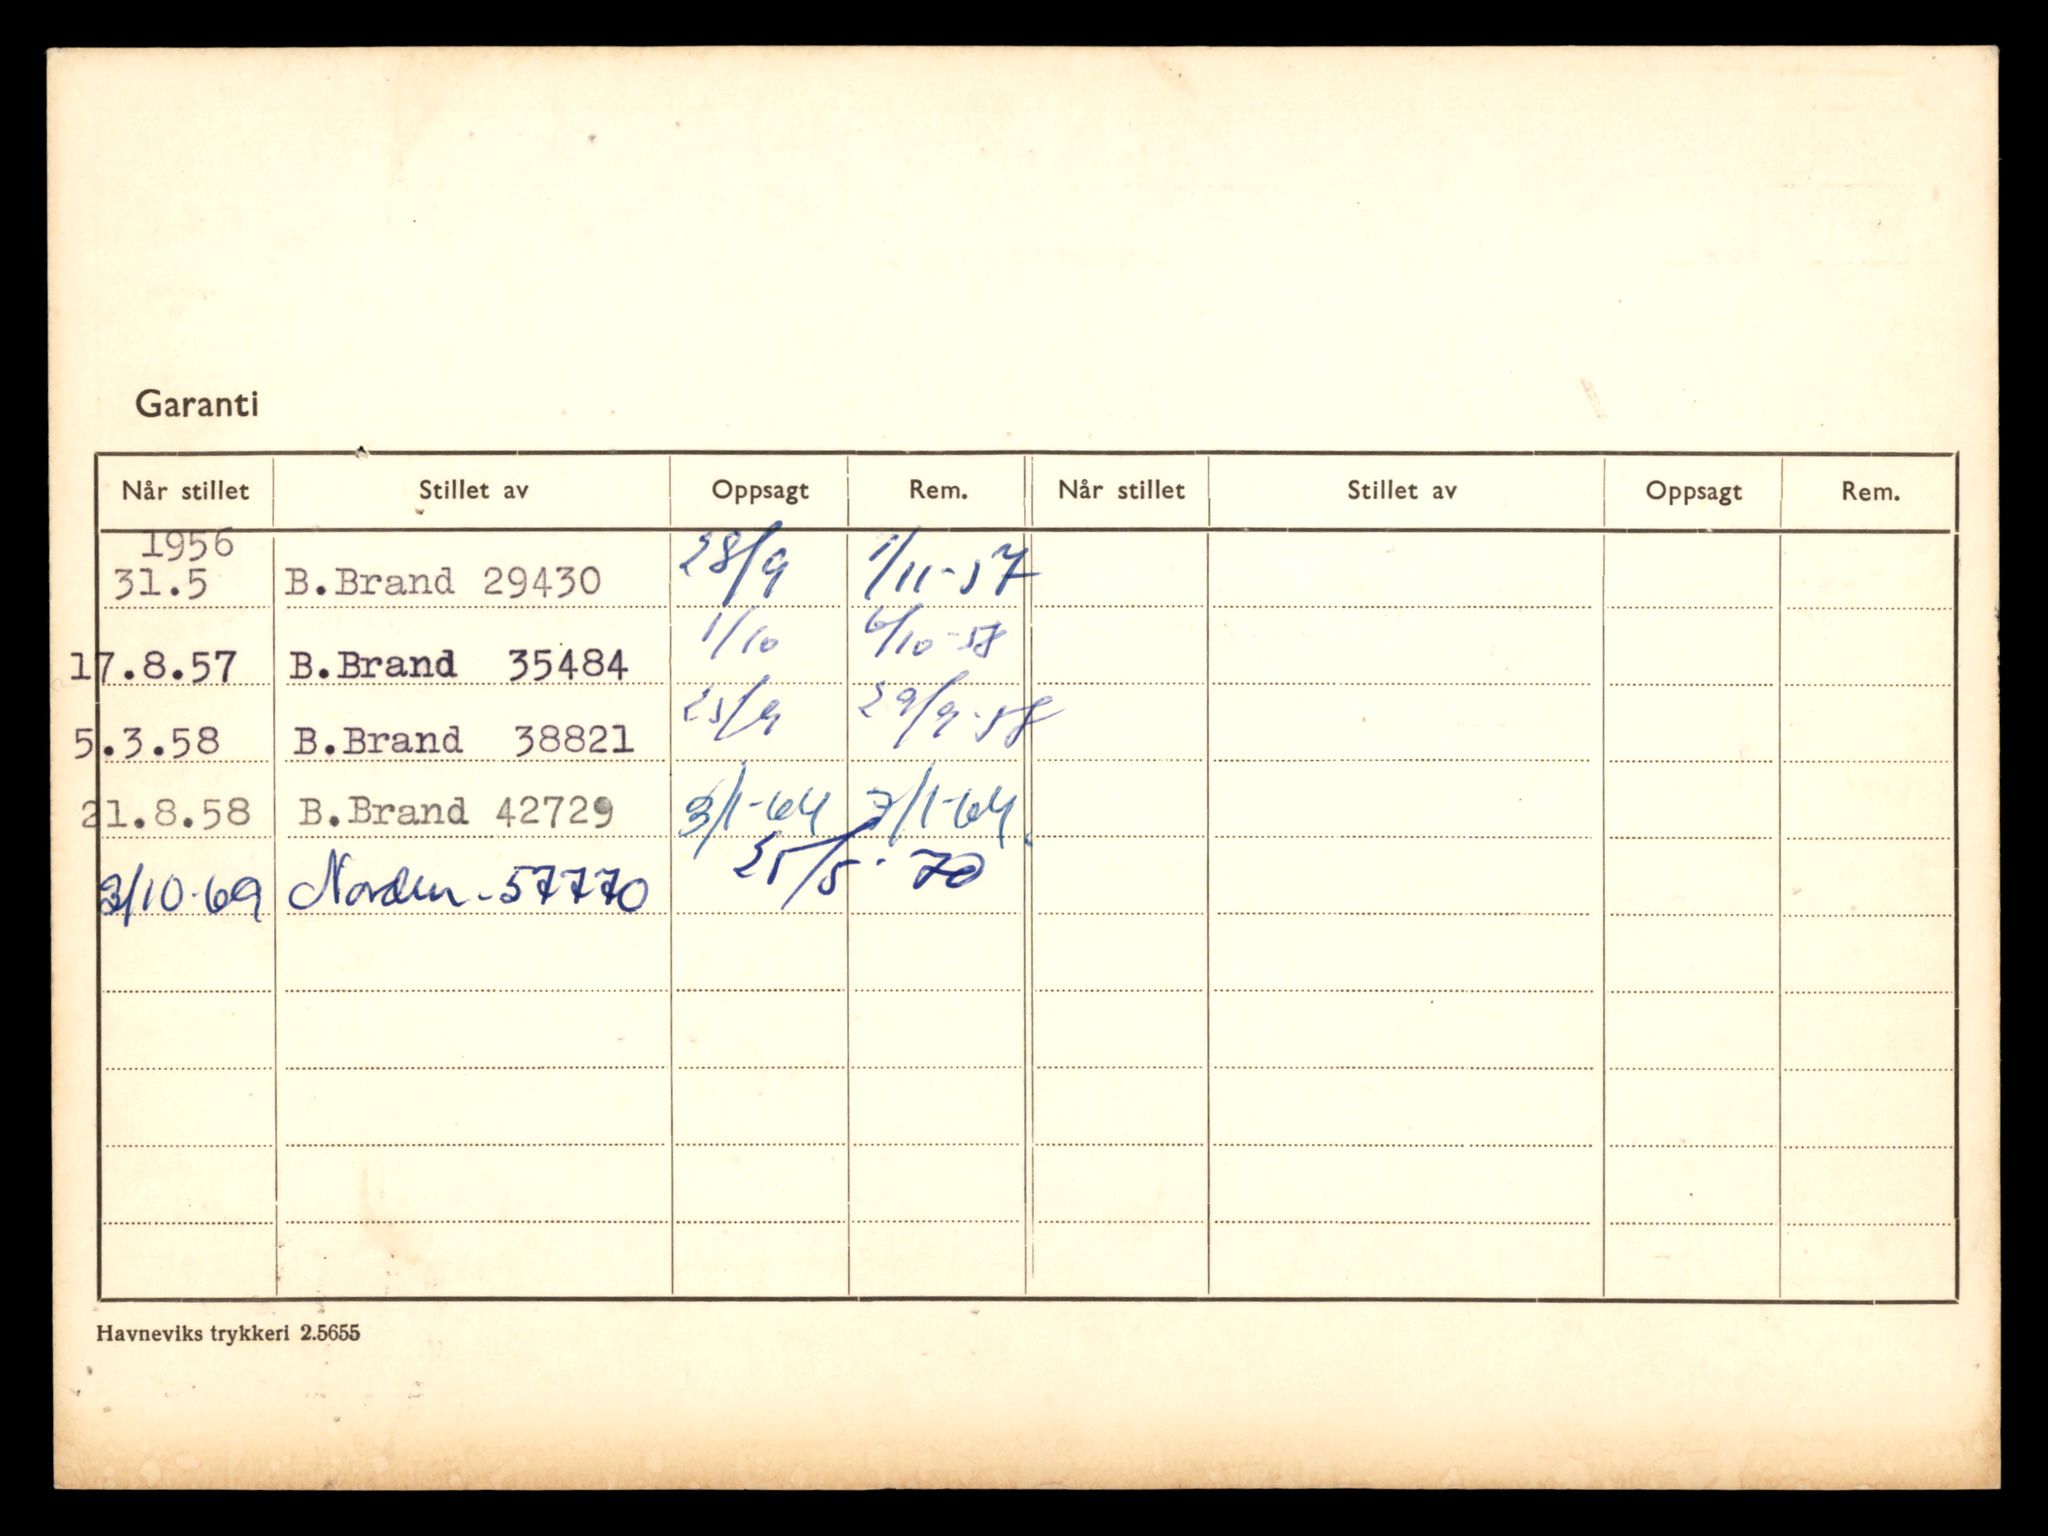 Garanti
Når stillet Stillet av Oppsagt Rem. Når stillet Stillet av Oppsagt Rem.
1956
31.5 B.Brand 29430 28/9 1/11-57
17.8.57 B.Brand 35484 1/10 6/10-58
5.3.58 B.Brand 38821 25/9 29/9-58
21.8.58 B.Brand 42729 3/1-64 7/1-64.
3/10-69 Norden-57770 25/5-70
Havneviks trykkeri 2.5655